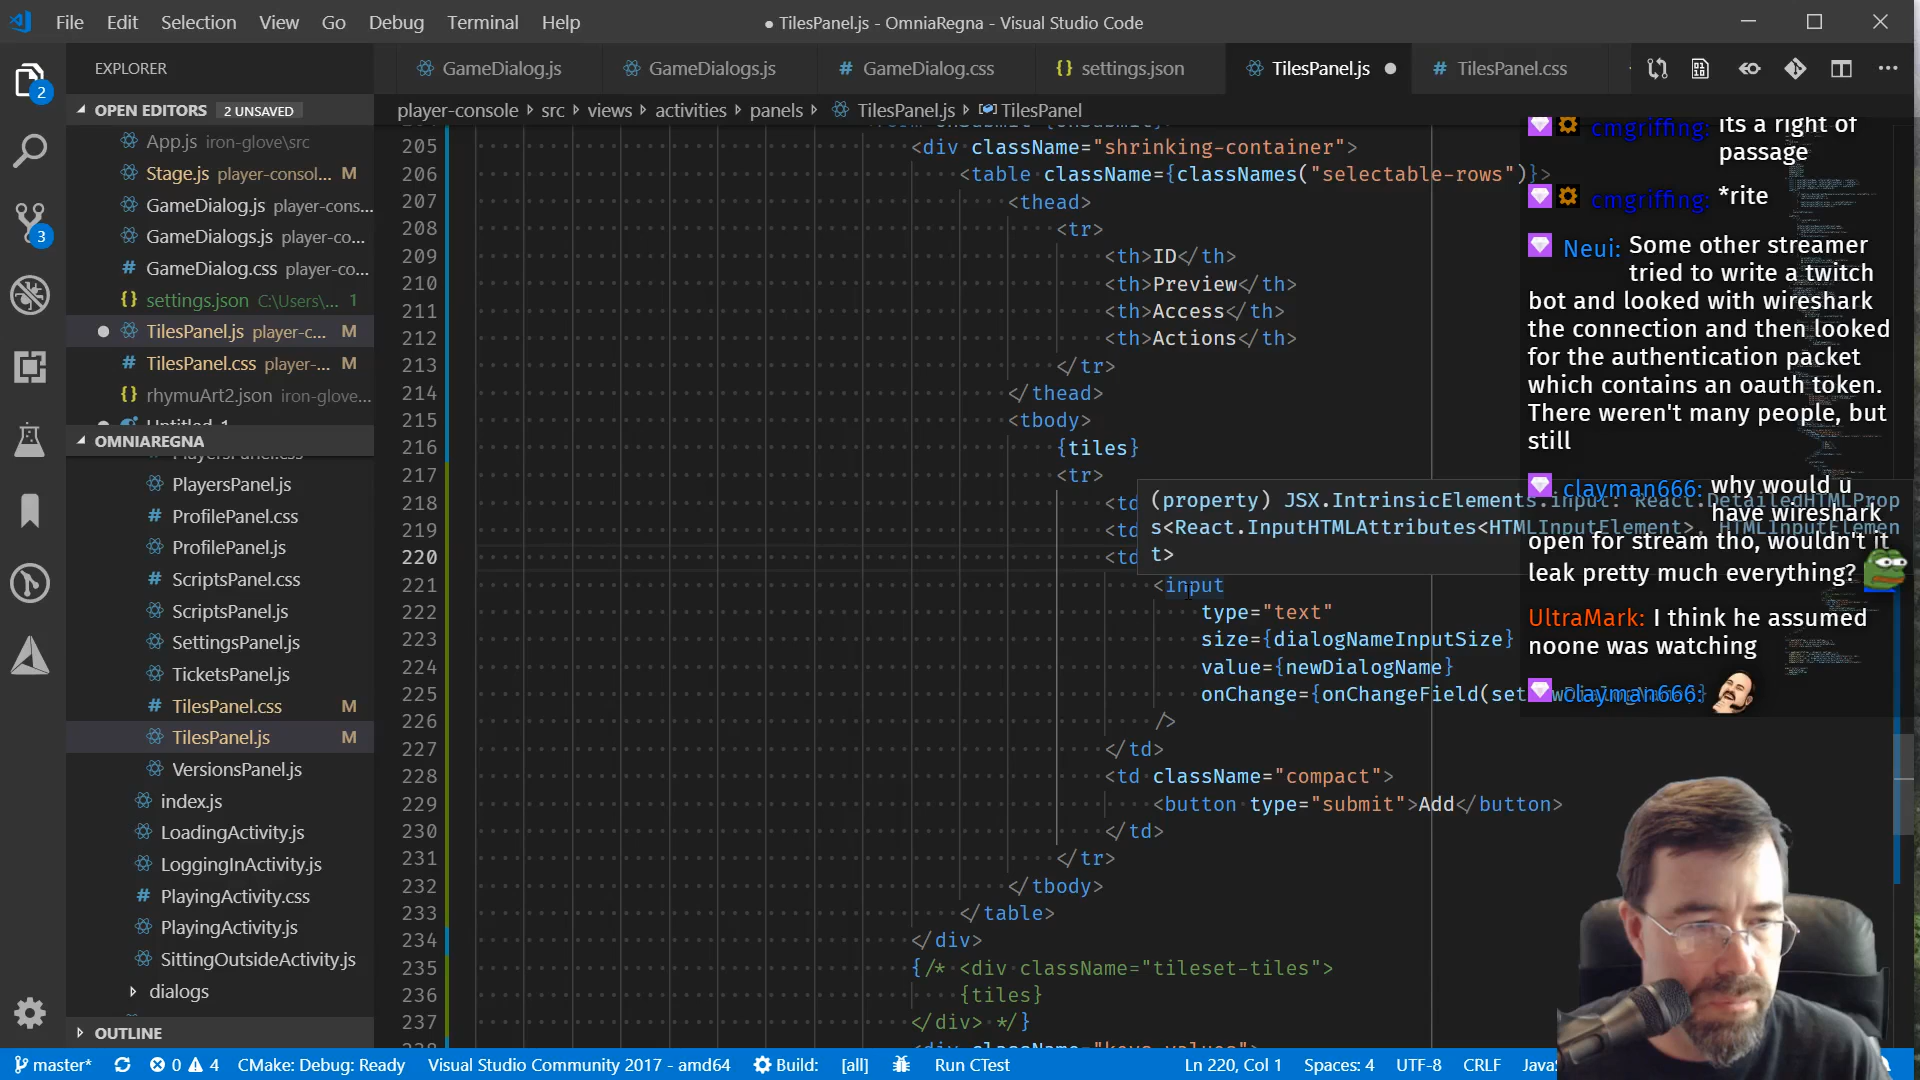 File Edit Selection View Go Debug Terminal Help
● TilesPanel.js - OmniaRegna - Visual Studio Code
EXPLORER
GameDialog.js
GameDialogs.js
# GameDialog.css
{} settings.json
TilesPanel.js ●
# TilesPanel.css
OPEN EDITORS 2 UNSAVED
player-console › src › views › activities › panels › TilesPanel.js › TilesPanel
App.js iron-glove\src
Stage.js player-consol... M
GameDialog.js player-cons...
GameDialogs.js player-co...
# GameDialog.css player-co...
{} settings.json C:\Users\... 1
● TilesPanel.js player-c... M
# TilesPanel.css player-... M
{} rhymuArt2.json iron-glove...
OMNIAREGNA
PlayersPanel.css
PlayersPanel.js
# ProfilePanel.css
ProfilePanel.js
# ScriptsPanel.css
ScriptsPanel.js
SettingsPanel.js
TicketsPanel.js
# TilesPanel.css M
TilesPanel.js M
VersionsPanel.js
index.js
LoadingActivity.js
LoggingInActivity.js
# PlayingActivity.css
PlayingActivity.js
SittingOutsideActivity.js
dialogs
OUTLINE
2
3
205 <div className="shrinking-container">
206 <table className={classNames("selectable-rows")}>
207 <thead>
208 <tr>
209 <th>ID</th>
210 <th>Preview</th>
211 <th>Access</th>
212 <th>Actions</th>
213 </tr>
214 </thead>
215 <tbody>
216 {tiles}
217 <tr>
218 <td
219 <td
220 <td
221 <input
222 type="text"
223 size={dialogNameInputSize}
224 value={newDialogName}
225 onChange={onChangeField(set
226 />
227 </td>
228 <td className="compact">
229 <button type="submit">Add</button>
230 </td>
231 </tr>
232 </tbody>
233 </table>
234 </div>
235 {/* <div className="tileset-tiles">
236 {tiles}
237 </div> */}
(property) JSX.IntrinsicElements.input: React.DetailedHTMLProp
s<React.InputHTMLAttributes<HTMLInputElement>, HTMLInputElemen
t>
cmgriffing: Its a right of
passage
cmgriffing: *rite
Neui: Some other streamer
tried to write a twitch
bot and looked with wireshark
the connection and then looked
for the authentication packet
which contains an oauth token.
There weren't many people, but
still
clayman666: why would u
have wireshark
open for stream tho, wouldn't it
leak pretty much everything?
UltraMark: I think he assumed
noone was watching
clayman666:
master* 0 4 CMake: Debug: Ready Visual Studio Community 2017 - amd64 Build: [all] Run CTest Ln 220, Col 1 Spaces: 4 UTF-8 CRLF